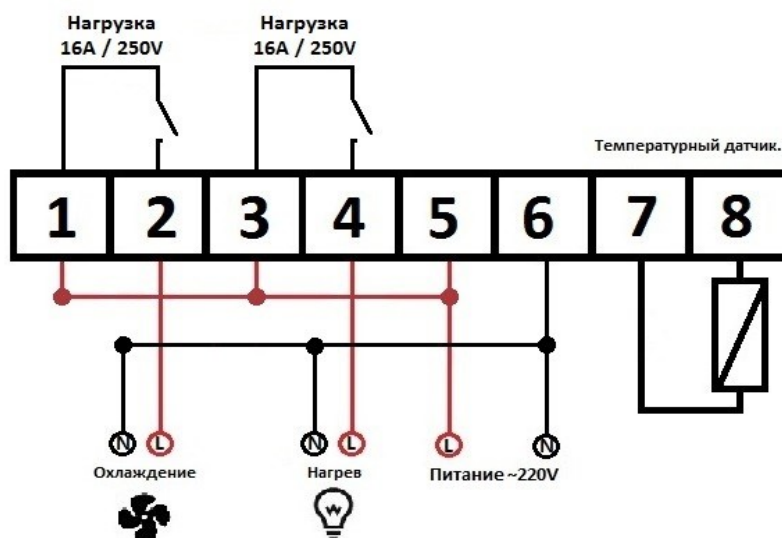 Нагрузка
16A / 250V
Нагрузка
16A / 250V
Температурный датчик.
1 2 3 4 5 6 7 8
N L N L L N
Охлаждение Нагрев Питание ~220V